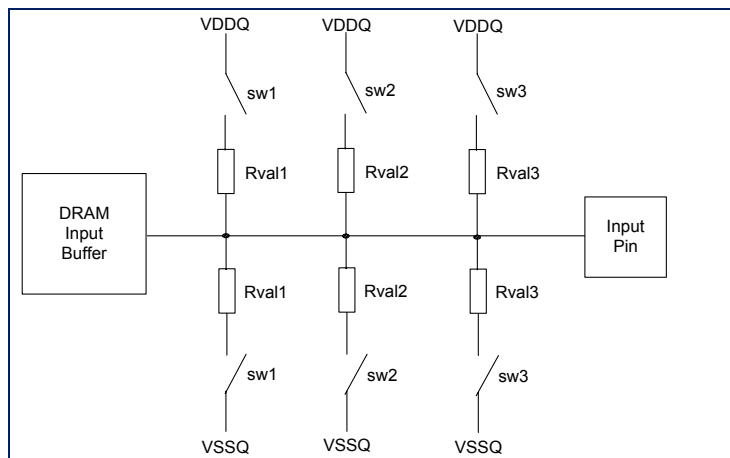 VDDQ VDDQ VDDQ
sw1 sw2 sw3
Rval1 Rval2 Rval3
DRAM
Input
Buffer
Input
Pin
Rval1 Rval2 Rval3
sw1 sw2 sw3
VSSQ VSSQ VSSQ